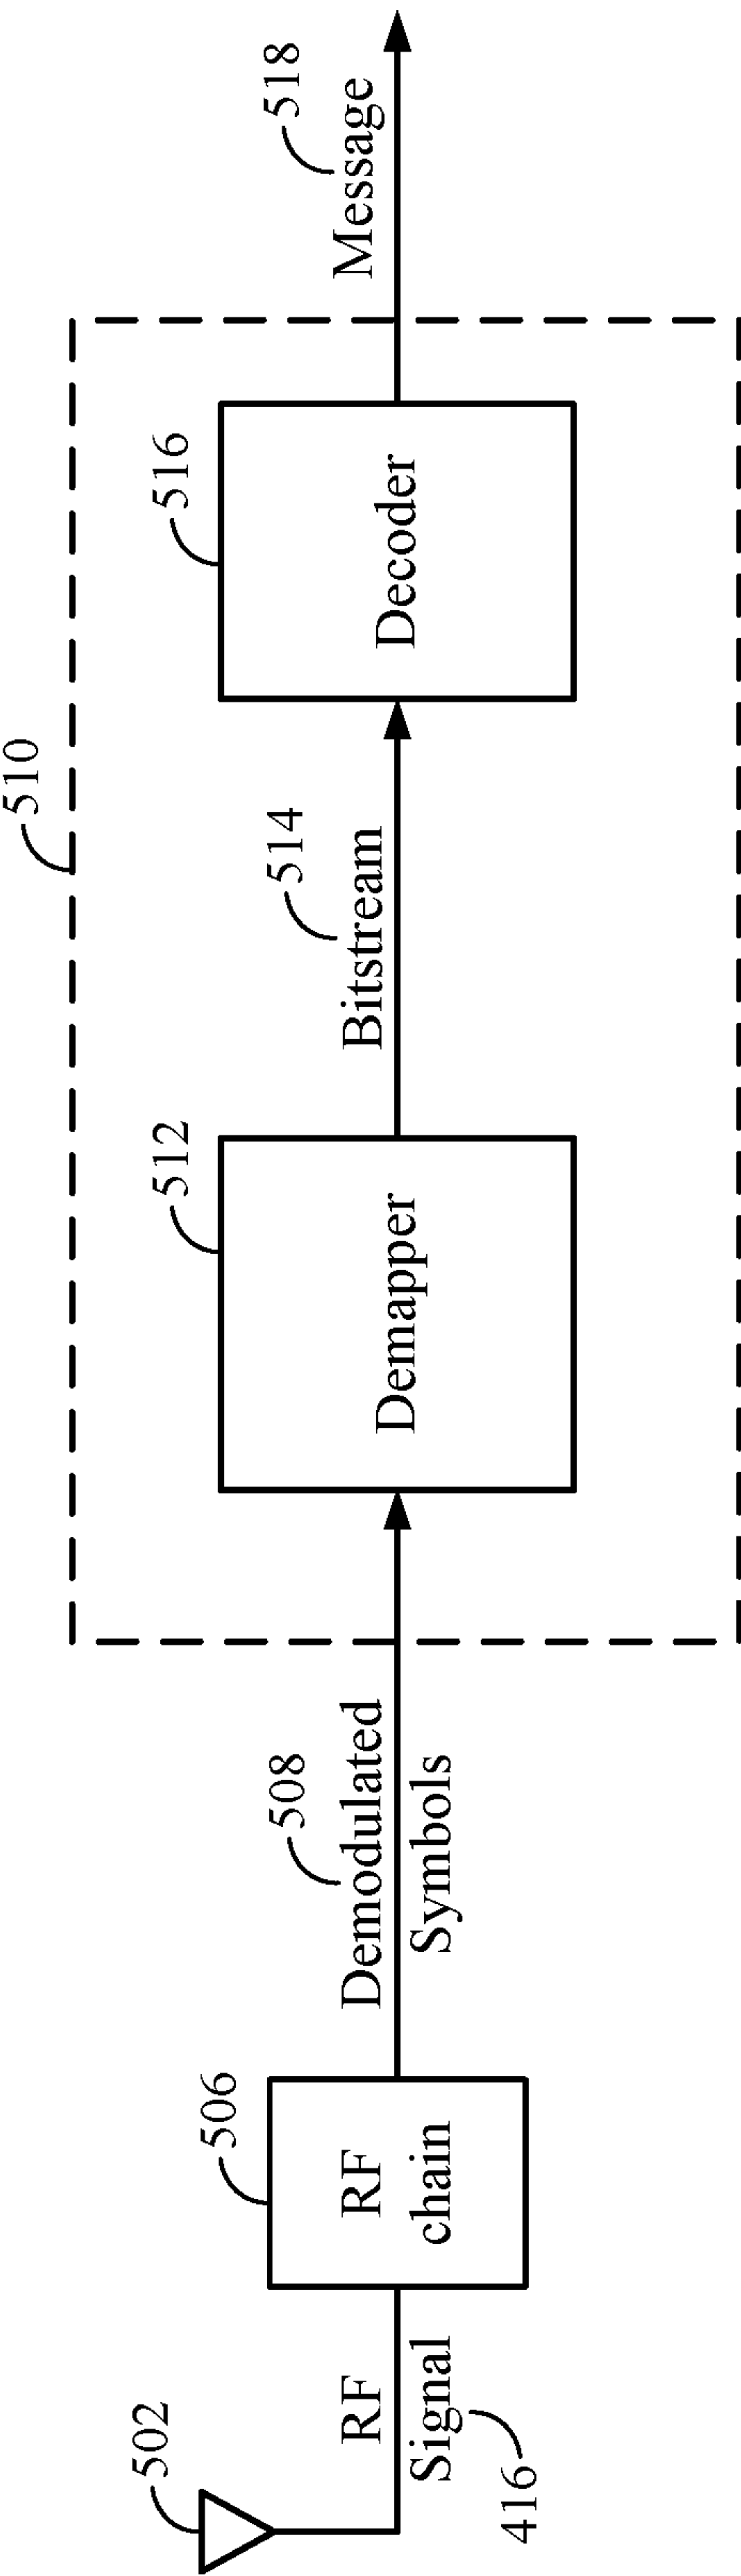 502
RF
Signal
416
506
RF
chain
508
Demodulated
Symbols
510
512
Demapper
514
Bitstream
516
Decoder
518
Message